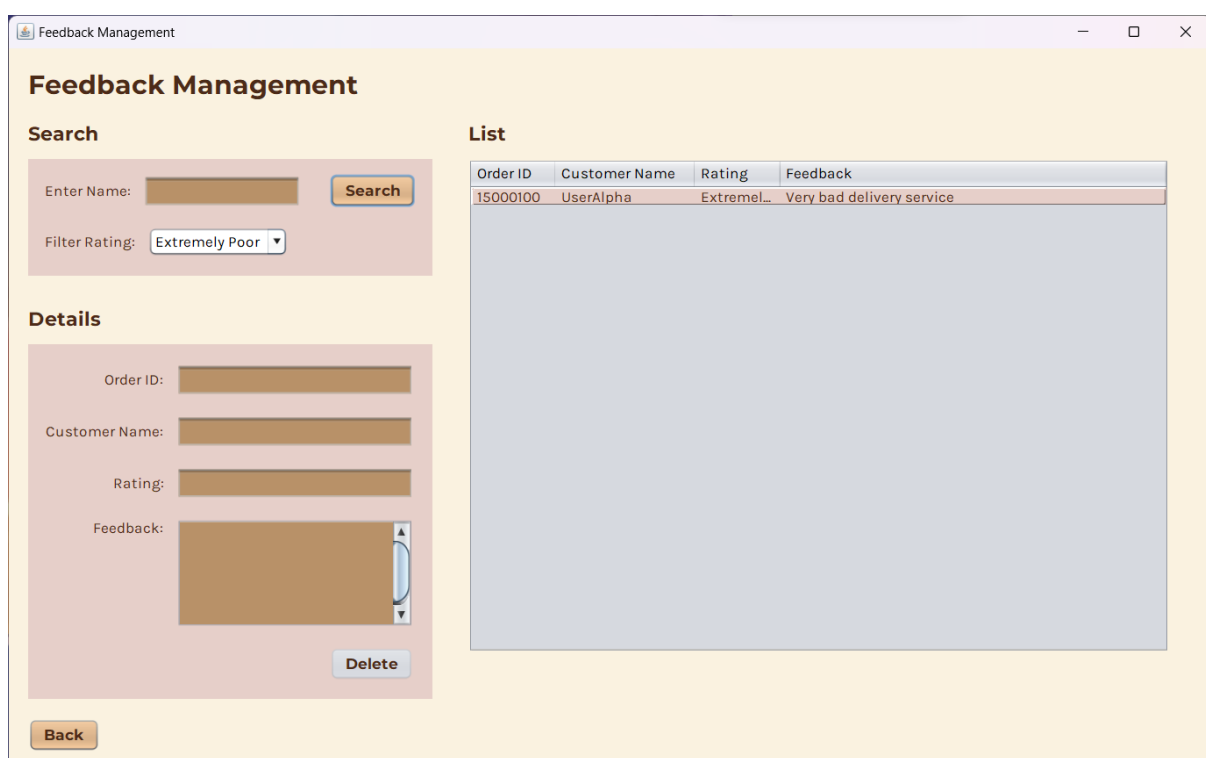 Feedback Management
Feedback Management
Search
Enter Name:
Search
Filter Rating:
Extremely Poor
Details
Order ID:
Customer Name:
Rating:
Feedback:
Delete
Back
List
Order ID Customer Name Rating Feedback
15000100 UserAlpha Extremel... Very bad delivery service